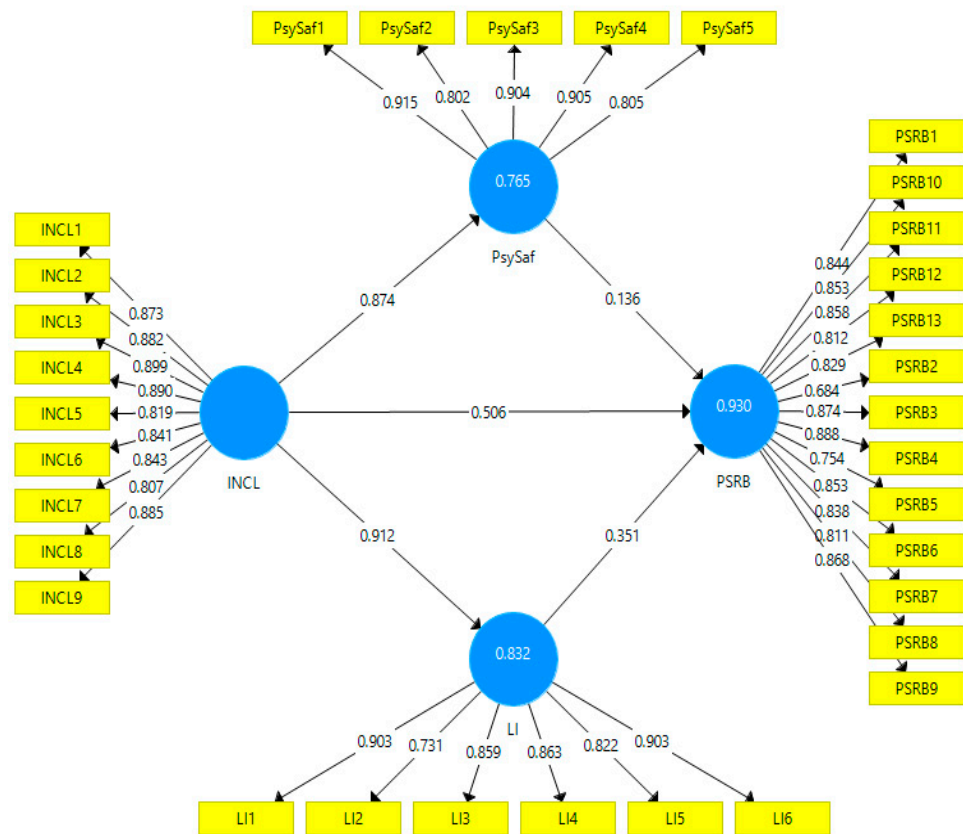 PsySaf1 PsySaf2 PsySaf3 PsySaf4 PsySaf5
0.915 0.802 0.904 0.905 0.805
0.765
PsySaf
INCL1
INCL2
INCL3
INCL4
INCL5
INCL6
INCL7
INCL8
INCL9
0.873
0.882
0.899
0.890
0.819
0.841
0.843
0.807
0.885
INCL
0.874
0.136
0.506
0.912
0.351
0.930
PSRB
0.844
0.853
0.858
0.812
0.829
0.684
0.874
0.888
0.754
0.853
0.838
0.811
0.868
PSRB1
PSRB10
PSRB11
PSRB12
PSRB13
PSRB2
PSRB3
PSRB4
PSRB5
PSRB6
PSRB7
PSRB8
PSRB9
0.832
LI
0.903 0.731 0.859 0.863 0.822 0.903
LI1 LI2 LI3 LI4 LI5 LI6